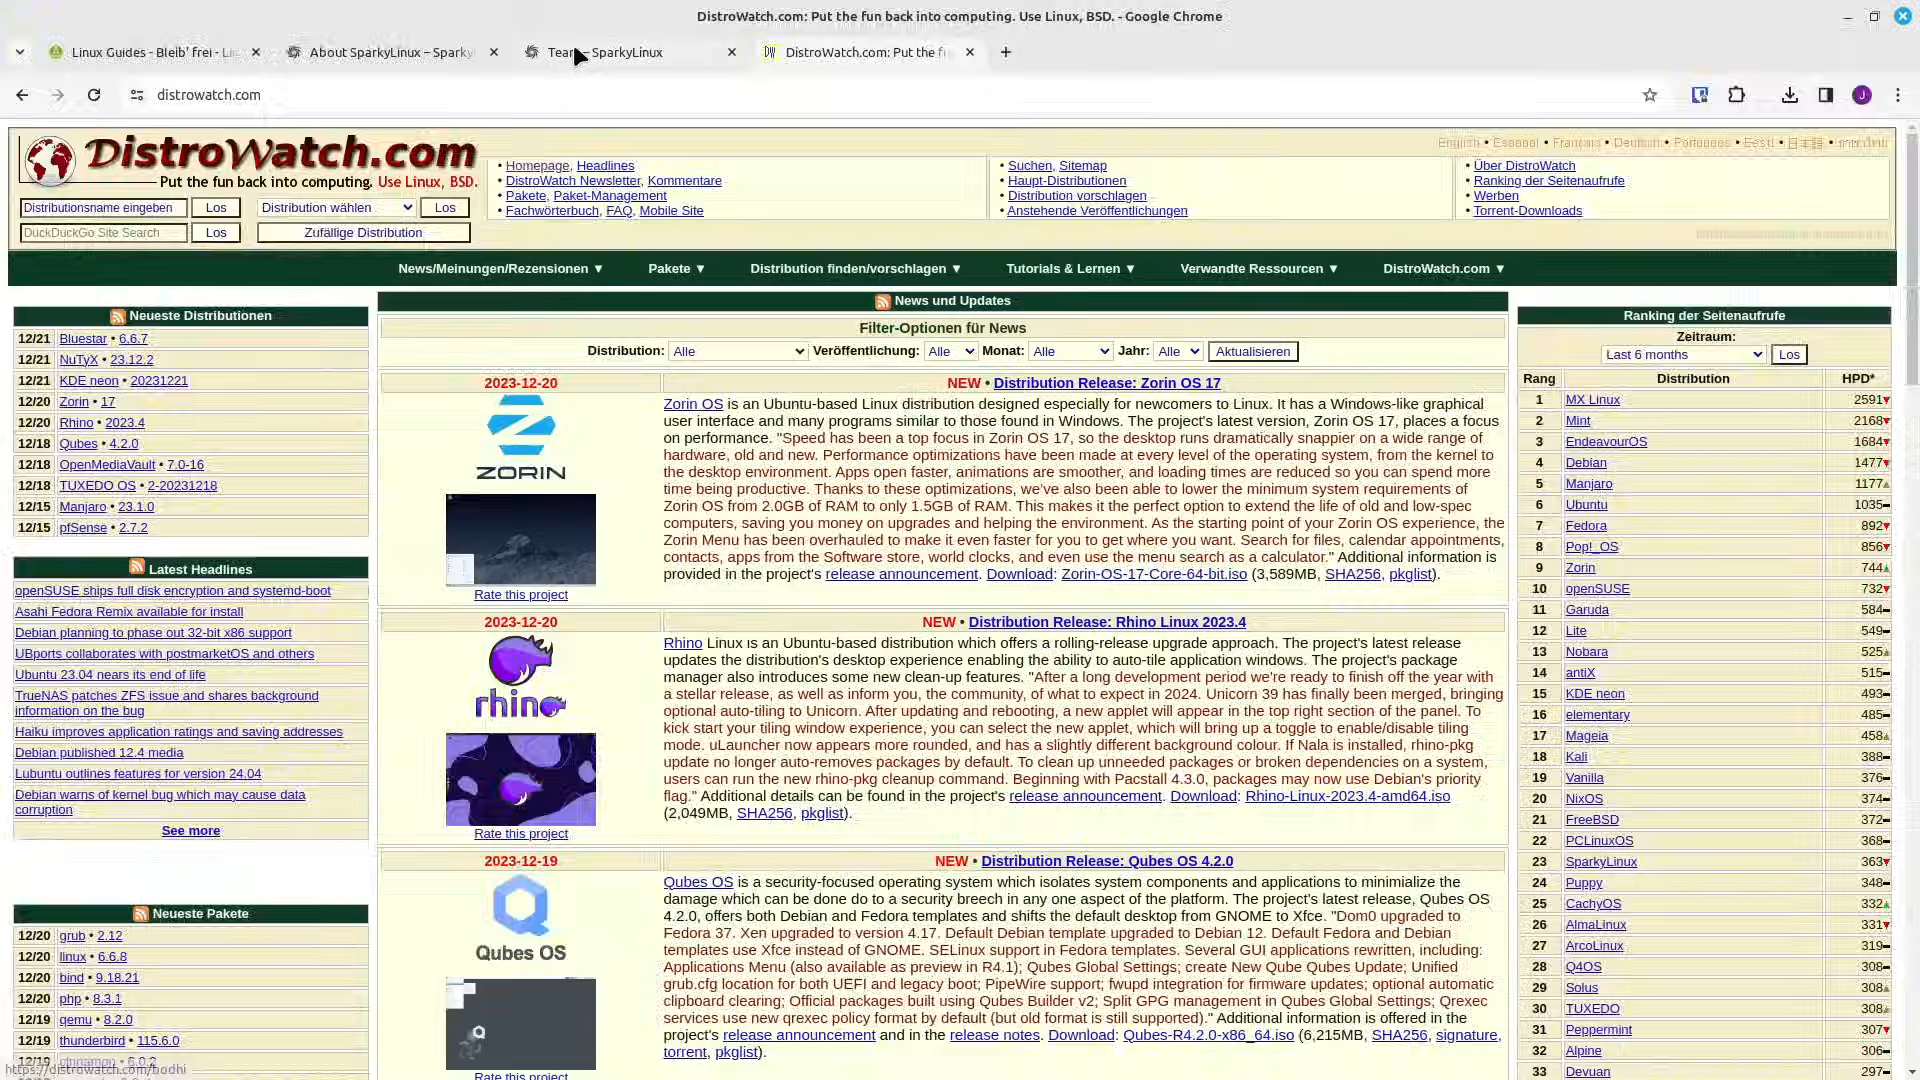 DistroWatch.com: Put the fun back into computing. Use Linux, BSD. - Google Chrome
Linux Guides - Bleib' frei - Li
About SparkyLinux – Sparky
SparkyLinux
DistroWatch.com: Put the f
distrowatch.com
DistroWatch.com
Put the fun back into computing. Use Linux, BSD.
English • Español • Français • Deutsch • Português • Eesti
• Homepage, Headlines
• DistroWatch Newsletter, Kommentare
• Pakete, Paket-Management
• Fachwörterbuch, FAQ, Mobile Site
• Suchen, Sitemap
• Haupt-Distributionen
• Distribution vorschlagen
• Anstehende Veröffentlichungen
• Über DistroWatch
• Ranking der Seitenaufrufe
• Werben
• Torrent-Downloads
Distributionsname eingeben Los Distribution wählen Los
DuckDuckGo Site Search Los Zufällige Distribution
News/Meinungen/Rezensionen ▼ Pakete ▼ Distribution finden/vorschlagen ▼ Tutorials & Lernen ▼ Verwandte Ressourcen ▼ DistroWatch.com ▼
Neueste Distributionen
12/21 Bluestar • 6.6.7
12/21 NuTyX • 23.12.2
12/21 KDE neon • 20231221
12/20 Zorin • 17
12/20 Rhino • 2023.4
12/18 Qubes • 4.2.0
12/18 OpenMediaVault • 7.0-16
12/18 TUXEDO OS • 2-20231218
12/15 Manjaro • 23.1.0
12/15 pfSense • 2.7.2
Latest Headlines
openSUSE ships full disk encryption and systemd-boot
Asahi Fedora Remix available for install
Debian planning to phase out 32-bit x86 support
UBports collaborates with postmarketOS and others
Ubuntu 23.04 nears its end of life
TrueNAS patches ZFS issue and shares background
information on the bug
Haiku improves application ratings and saving addresses
Debian published 12.4 media
Lubuntu outlines features for version 24.04
Debian warns of kernel bug which may cause data
corruption
See more
Neueste Pakete
12/20 grub • 2.12
12/20 linux • 6.6.8
12/20 bind • 9.18.21
12/20 php • 8.3.1
12/19 qemu • 8.2.0
12/19 thunderbird • 115.6.0
12/19 cinnamon • 6.0.2
https://distrowatch.com/bodhi
News und Updates
Filter-Optionen für News
Distribution: Alle Veröffentlichung: Alle Monat: Alle Jahr: Alle Aktualisieren
2023-12-20 NEW • Distribution Release: Zorin OS 17
ZORIN
Rate this project
Zorin OS is an Ubuntu-based Linux distribution designed especially for newcomers to Linux. It has a Windows-like graphical
user interface and many programs similar to those found in Windows. The project's latest version, Zorin OS 17, places a focus
on performance. "Speed has been a top focus in Zorin OS 17, so the desktop runs dramatically snappier on a wide range of
hardware, old and new. Performance optimizations have been made at every level of the operating system, from the kernel to
the desktop environment. Apps open faster, animations are smoother, and loading times are reduced so you can spend more
time being productive. Thanks to these optimizations, we've also been able to lower the minimum system requirements of
Zorin OS from 2.0GB of RAM to only 1.5GB of RAM. This makes it the perfect option to extend the life of old and low-spec
computers, saving you money on upgrades and helping the environment. As the starting point of your Zorin OS experience, the
Zorin Menu has been overhauled to make it even faster for you to get where you want. Search for files, calendar appointments,
contacts, apps from the Software store, world clocks, and even use the menu search as a calculator." Additional information is
provided in the project's release announcement. Download: Zorin-OS-17-Core-64-bit.iso (3,589MB, SHA256, pkglist).
2023-12-20 NEW • Distribution Release: Rhino Linux 2023.4
rhino
Rate this project
Rhino Linux is an Ubuntu-based distribution which offers a rolling-release upgrade approach. The project's latest release
updates the distribution's desktop experience enabling the ability to auto-tile application windows. The project's package
manager also introduces some new clean-up features. "After a long development period we're ready to finish off the year with
a stellar release, as well as inform you, the community, of what to expect in 2024. Unicorn 39 has finally been merged, bringing
optional auto-tiling to Unicorn. After updating and rebooting, a new applet will appear in the top right section of the panel. To
kick start your tiling window experience, you can select the new applet, which will bring up a toggle to enable/disable tiling
mode. uLauncher now appears more rounded, and has a slightly different background colour. If Nala is installed, rhino-pkg
update no longer auto-removes packages by default. To clean up unneeded packages or broken dependencies on a system,
users can run the new rhino-pkg cleanup command. Beginning with Pacstall 4.3.0, packages may now use Debian's priority
flag." Additional details can be found in the project's release announcement. Download: Rhino-Linux-2023.4-amd64.iso
(2,049MB, SHA256, pkglist).
2023-12-19 NEW • Distribution Release: Qubes OS 4.2.0
Qubes OS
Rate this project
Qubes OS is a security-focused operating system which isolates system components and applications to minimialize the
damage which can be done do to a security breech in any one aspect of the platform. The project's latest release, Qubes OS
4.2.0, offers both Debian and Fedora templates and shifts the default desktop from GNOME to Xfce. "Dom0 upgraded to
Fedora 37. Xen upgraded to version 4.17. Default Debian template upgraded to Debian 12. Default Fedora and Debian
templates use Xfce instead of GNOME. SELinux support in Fedora templates. Several GUI applications rewritten, including:
Applications Menu (also available as preview in R4.1); Qubes Global Settings; create New Qube Qubes Update; Unified
grub.cfg location for both UEFI and legacy boot; PipeWire support; fwupd integration for firmware updates; optional automatic
clipboard clearing; Official packages built using Qubes Builder v2; Split GPG management in Qubes Global Settings; Qrexec
services use new qrexec policy format by default (but old format is still supported)." Additional information is offered in the
project's release announcement and in the release notes. Download: Qubes-R4.2.0-x86_64.iso (6,215MB, SHA256, signature,
torrent, pkglist).
Ranking der Seitenaufrufe
Zeitraum:
Last 6 months Los
Rang Distribution HPD*
1 MX Linux 2591
2 Mint 2168
3 EndeavourOS 1684
4 Debian 1477
5 Manjaro 1177
6 Ubuntu 1035
7 Fedora 892
8 Pop!_OS 856
9 Zorin 744
10 openSUSE 732
11 Garuda 584
12 Lite 549
13 Nobara 525
14 antiX 515
15 KDE neon 493
16 elementary 485
17 Mageia 458
18 Kali 388
19 Vanilla 376
20 NixOS 374
21 FreeBSD 372
22 PCLinuxOS 368
23 SparkyLinux 363
24 Puppy 348
25 CachyOS 332
26 AlmaLinux 331
27 ArcoLinux 319
28 Q4OS 308
29 Solus 308
30 TUXEDO 308
31 Peppermint 307
32 Alpine 306
33 Devuan 297